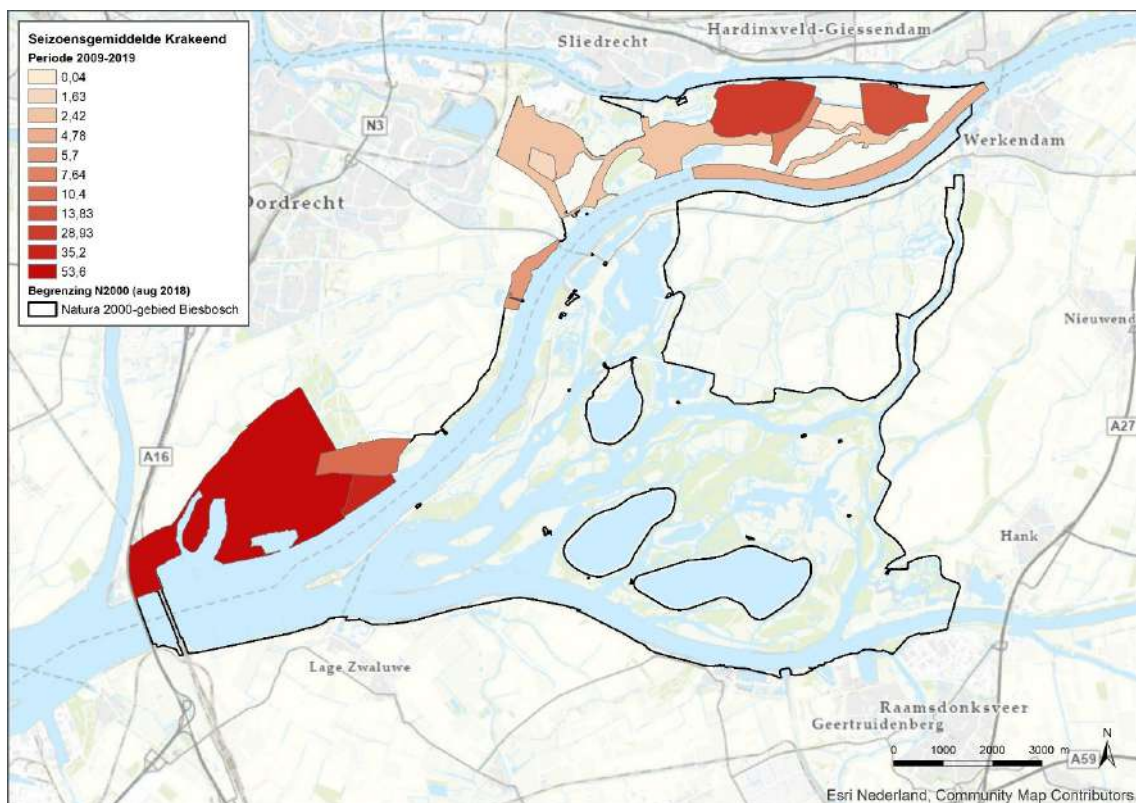 Seizoensgemiddelde Krakeend
Periode 2009-2019
0,04
1,63
2,42
4,78
5,7
7,64
10,4
13,83
28,93
35,2
53,6
Begrenzing N2000 (aug 2018)
Natura 2000-gebied Biesbosch
Hardinxveld-Giessendam
Sliedrecht
N3
Werkendam
Dordrecht
Nieuwend
A27
A16
Hank
Lage Zwaluwe
Raamsdonksveer
Geertruidenberg
N
0 1000 2000 3000 m
A59
Esri Nederland, Community Map Contributors